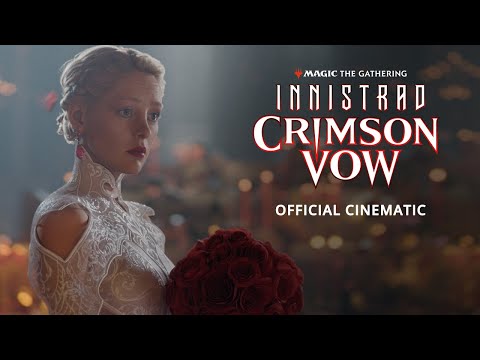 MAGIC THE GATHERING
INNISTRAD
CRIMSON
VOW
OFFICIAL CINEMATIC